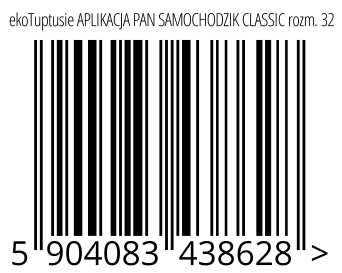 ekoTuptusie APLIKACJA PAN SAMOCHODZIK CLASSIC rozm. 32
5 904083 438628 >